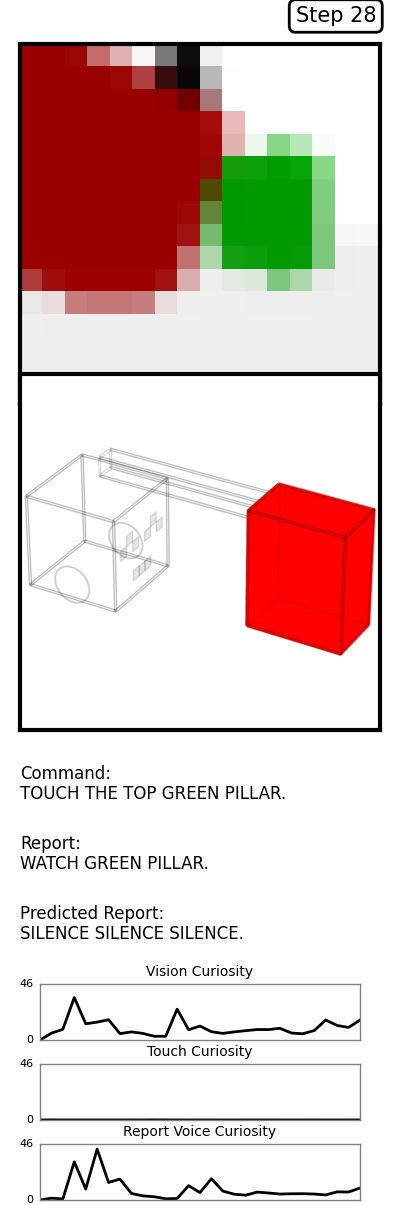 Step 28
Command:
TOUCH THE TOP GREEN PILLAR.
Report:
WATCH GREEN PILLAR.
Predicted Report:
SILENCE SILENCE SILENCE.
Vision Curiosity
46
0
Touch Curiosity
46
0
Report Voice Curiosity
46
0